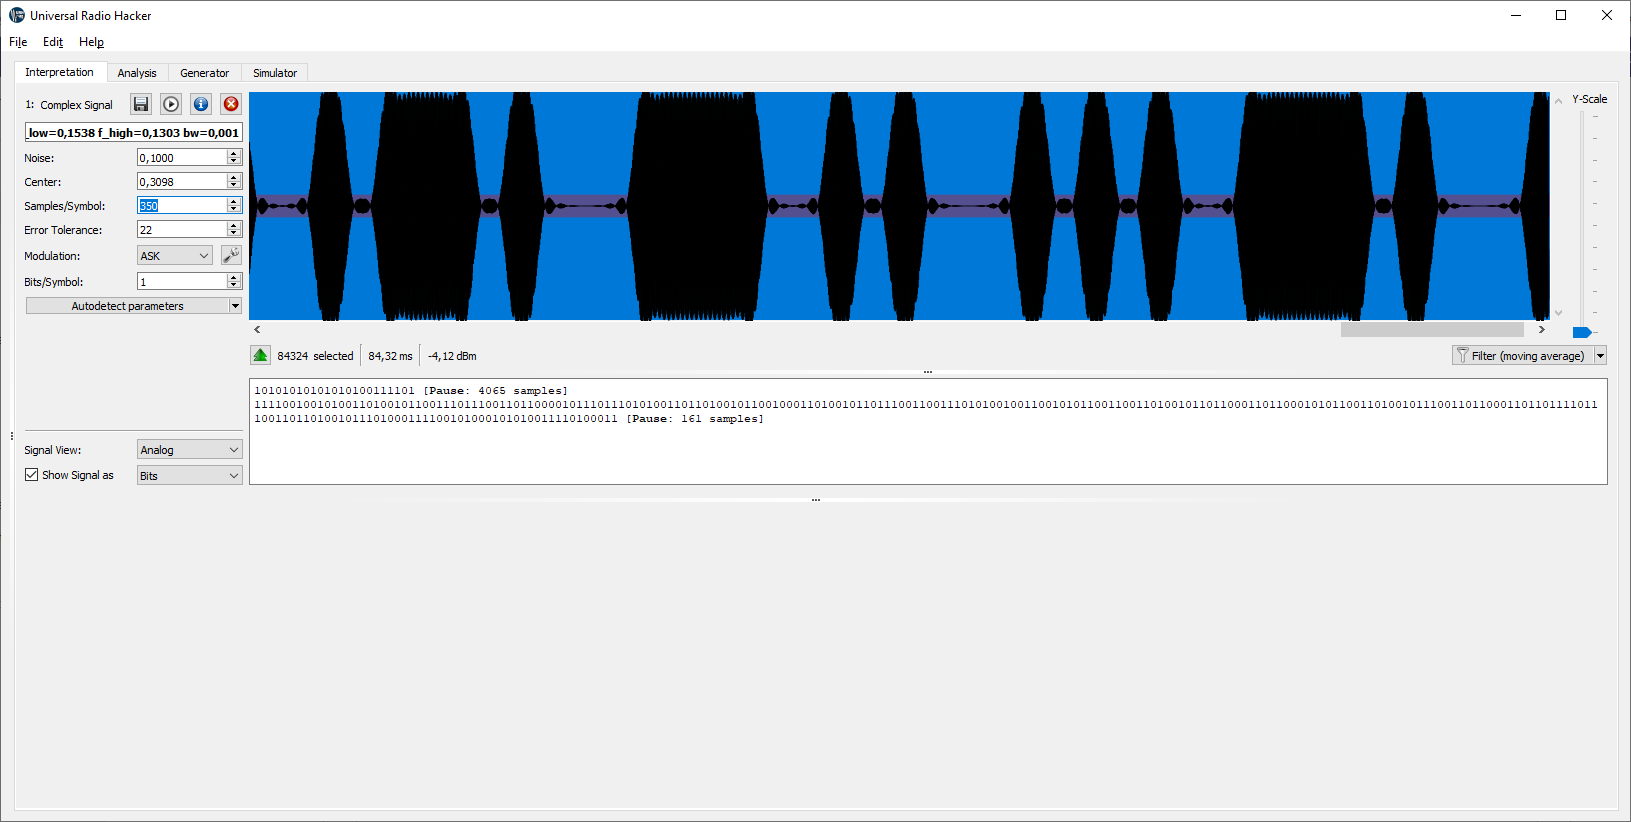 Universal Radio Hacker
File Edit Help
Interpretation Analysis Generator Simulator
1: Complex Signal
Y-Scale
_low=0,1538 f_high=0,1303 bw=0,001
Noise: 0,1000
Center: 0,3098
Samples/Symbol: 350
Error Tolerance: 22
Modulation: ASK
Bits/Symbol: 1
Autodetect parameters
84324 selected 84,32 ms -4,12 dBm
Filter (moving average)
10101010101010100111101 [Pause: 4065 samples]
111100100101001101001011001110111001101100001011101110101001101101001011001000110100101101110011001110101001001100101011001100110100101101100011011000101011001101001011100110110001101101111011
1001101101001011101000111100101000101010011110100011 [Pause: 161 samples]
Signal View: Analog
Show Signal as Bits